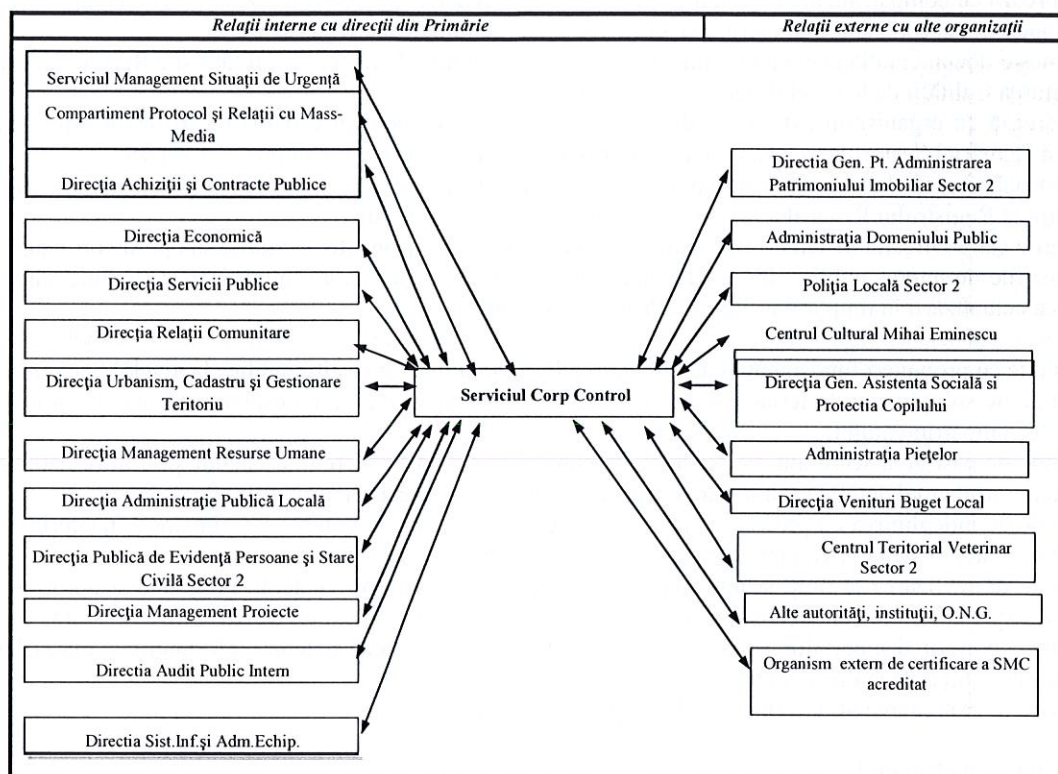 Relaţii interne cu direcţii din Primărie
Relaţii externe cu alte organizaţii
Serviciul Management Situaţii de Urgenţă
Compartiment Protocol şi Relaţii cu Mass-
Media
Direcţia Achiziţii şi Contracte Publice
Direcţia Economică
Direcţia Servicii Publice
Direcţia Relaţii Comunitare
Direcţia Urbanism, Cadastru şi Gestionare
Teritoriu
Direcţia Management Resurse Umane
Direcţia Administraţie Publică Locală
Direcţia Publică de Evidenţă Persoane şi Stare
Civilă Sector 2
Direcţia Management Proiecte
Directia Audit Public Intern
Directia Sist.Inf.şi Adm.Echip.
Serviciul Corp Control
Directia Gen. Pt. Administrarea
Patrimoniului Imobiliar Sector 2
Administraţia Domeniului Public
Poliţia Locală Sector 2
Centrul Cultural Mihai Eminescu
Direcţia Gen. Asistenta Socială si
Protectia Copilului
Administraţia Pieţelor
Direcţia Venituri Buget Local
Centrul Teritorial Veterinar
Sector 2
Alte autorităţi, instituţii, O.N.G.
Organism extern de certificare a SMC
acreditat